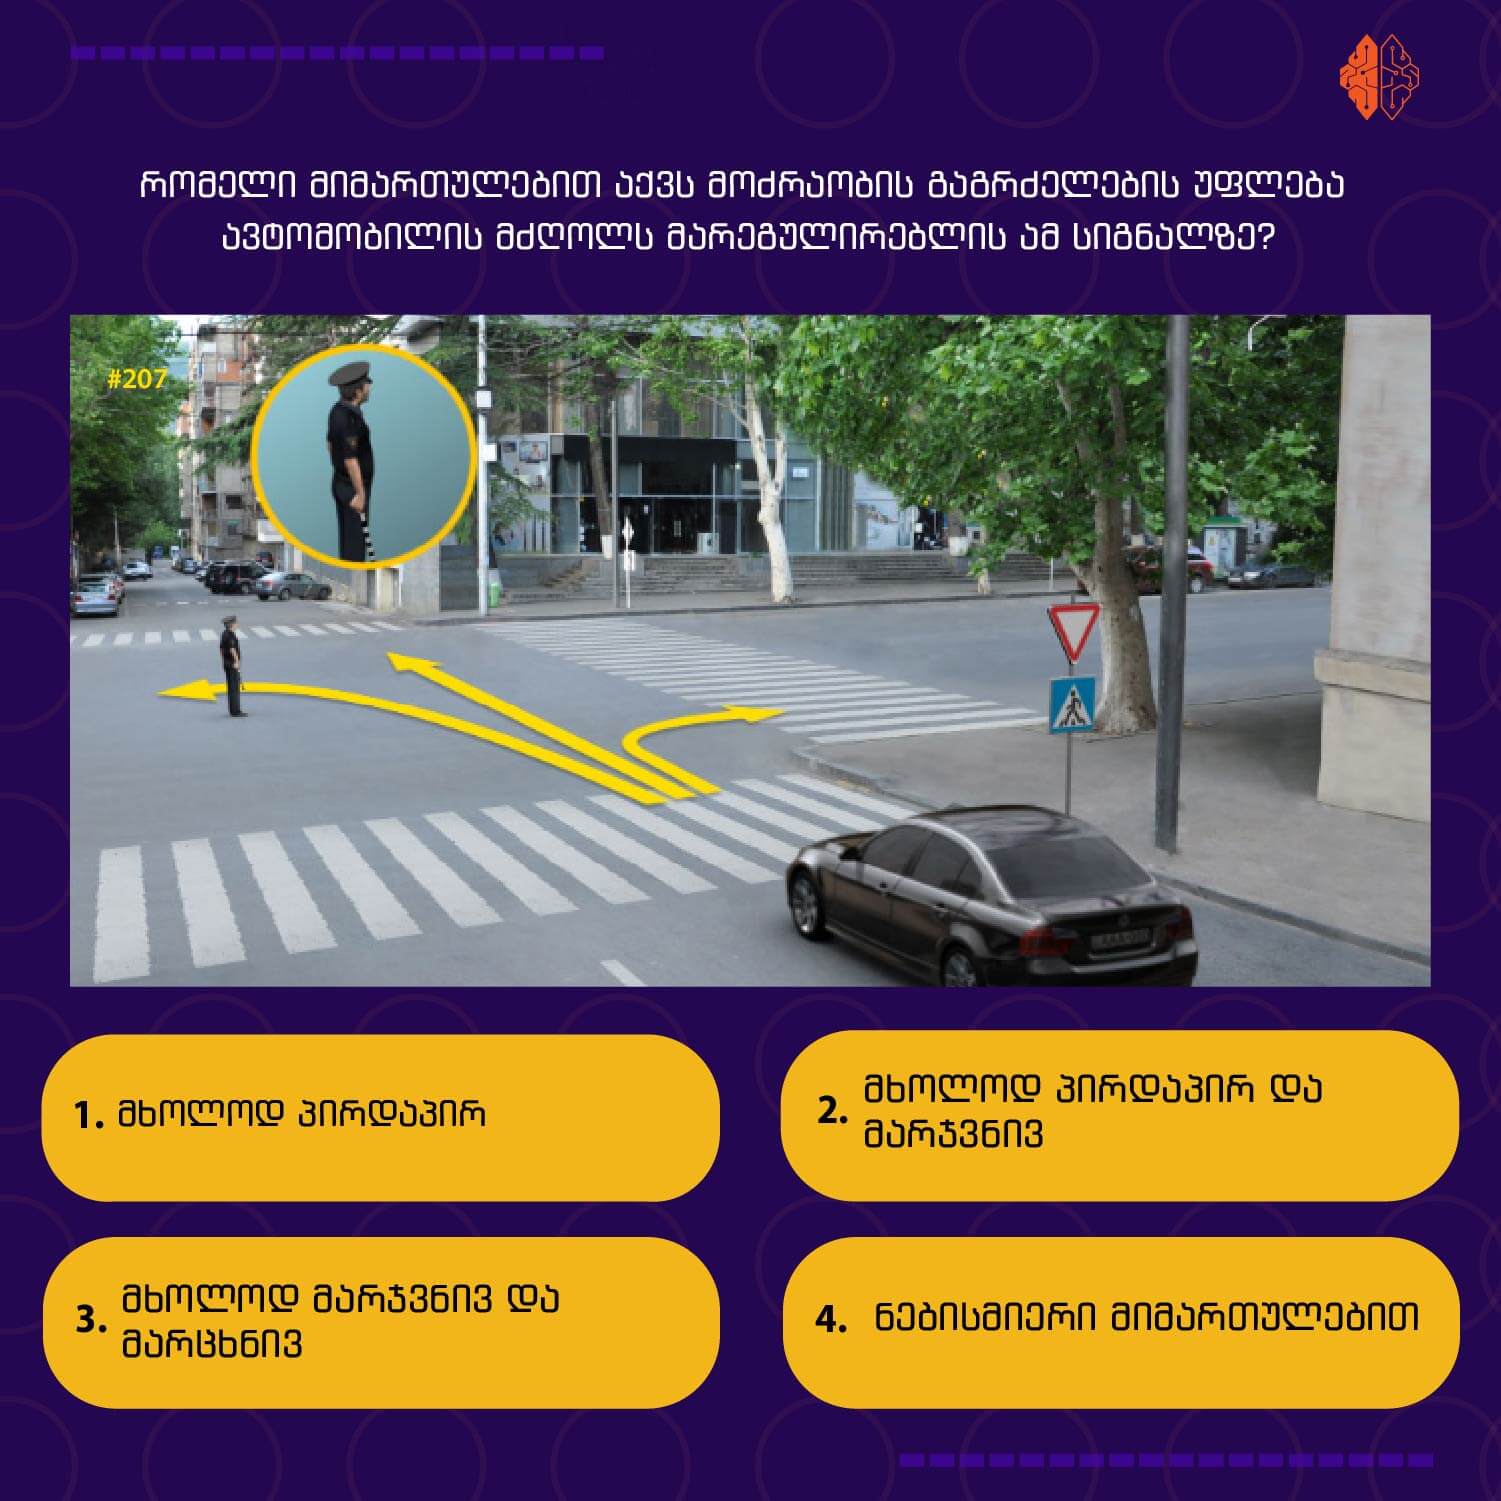 რომელი მიმართულებით აქვს მოძრაობის გაგრძელების უფლება
ავტომობილის მძღოლს მარეგულირებლის ამ სიგნალზე?
#207
1. მხოლოდ პირდაპირ
2. მხოლოდ პირდაპირ და
მარჯვნივ
3. მხოლოდ მარჯვნივ და
მარცხნივ
4. ნებისმიერი მიმართულებით